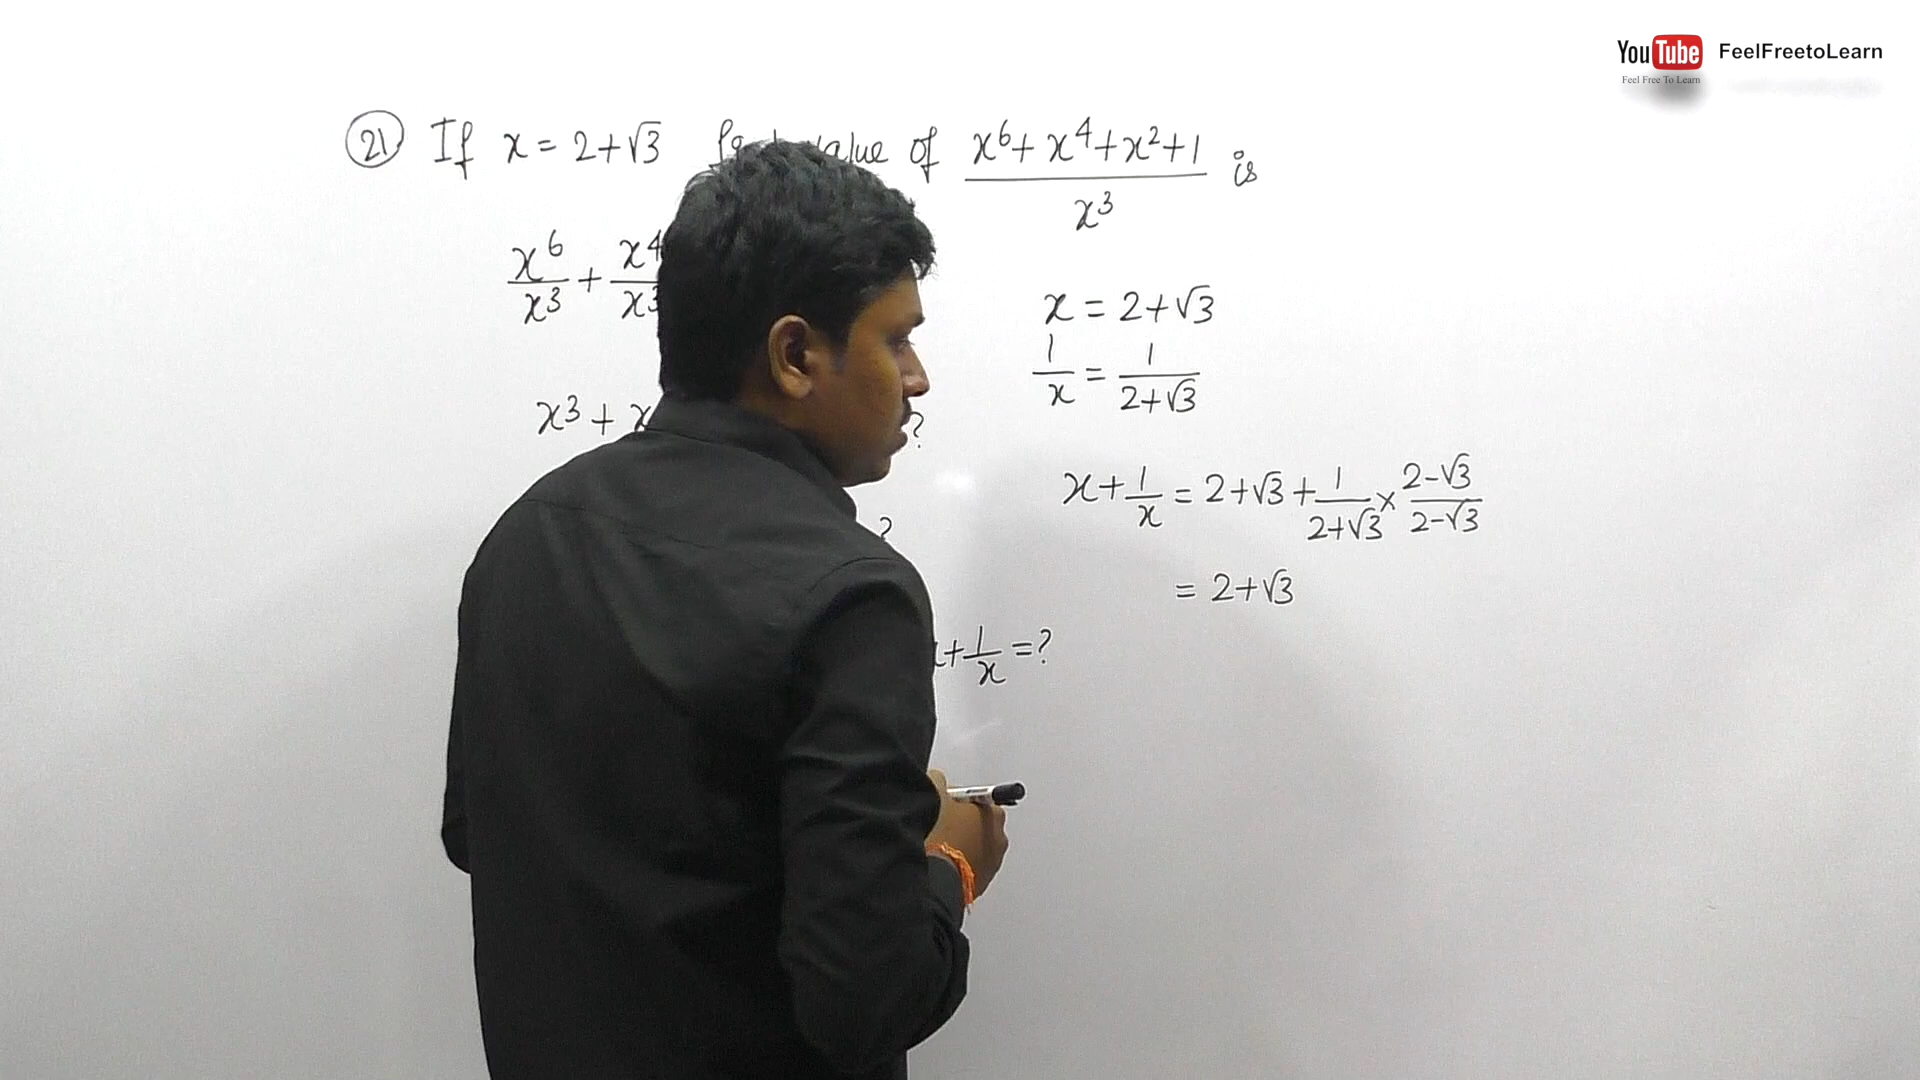 YouTube FeelFreetoLearn
Feel Free To Learn
(21) If x = 2+√3 value of (x⁶+x⁴+x²+1)/x³ is
x⁶/x³ + x⁴/x³
x = 2+√3
1/x = 1/(2+√3)
x³ + x ?
x+1/x = 2+√3 + 1/(2+√3) × (2-√3)/(2-√3)
?
= 2+√3
x+1/x = ?